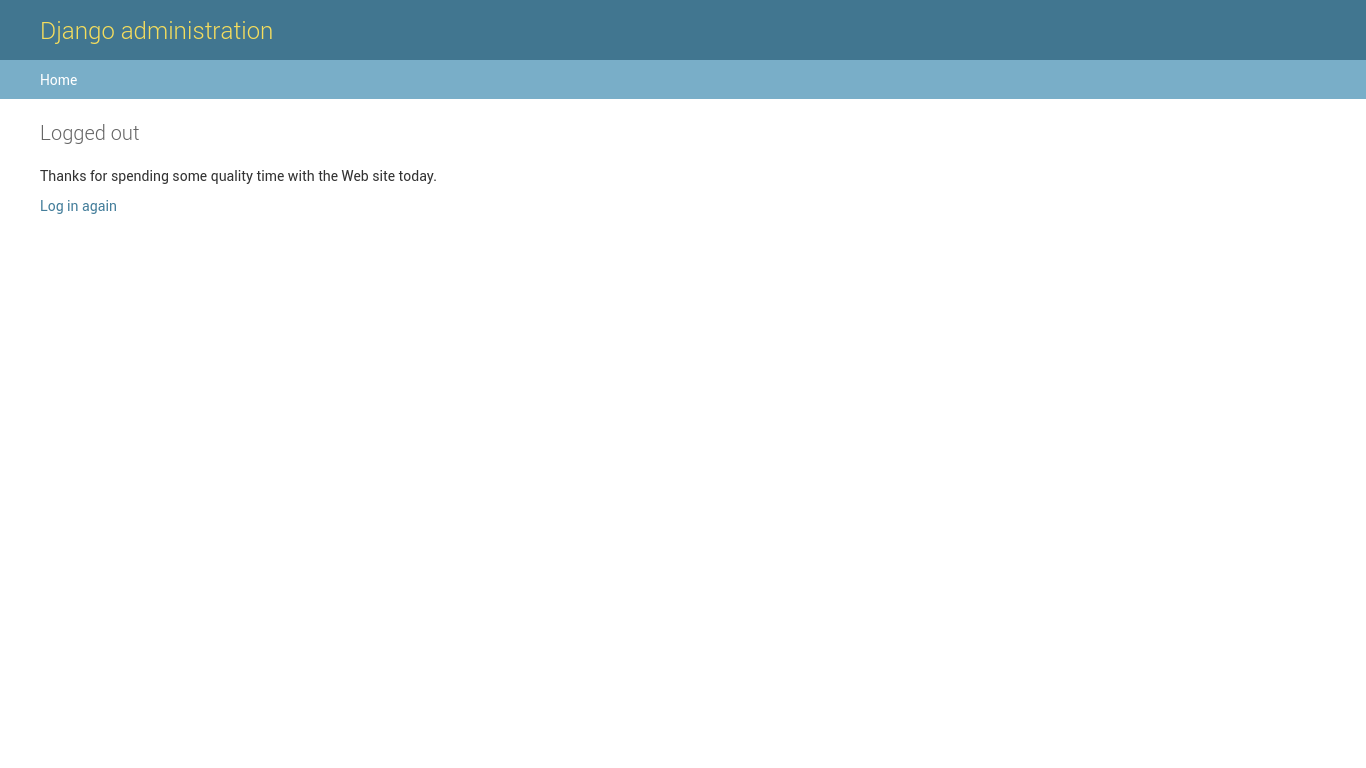 Django administration
Home
Logged out
Thanks for spending some quality time with the Web site today.
Log in again